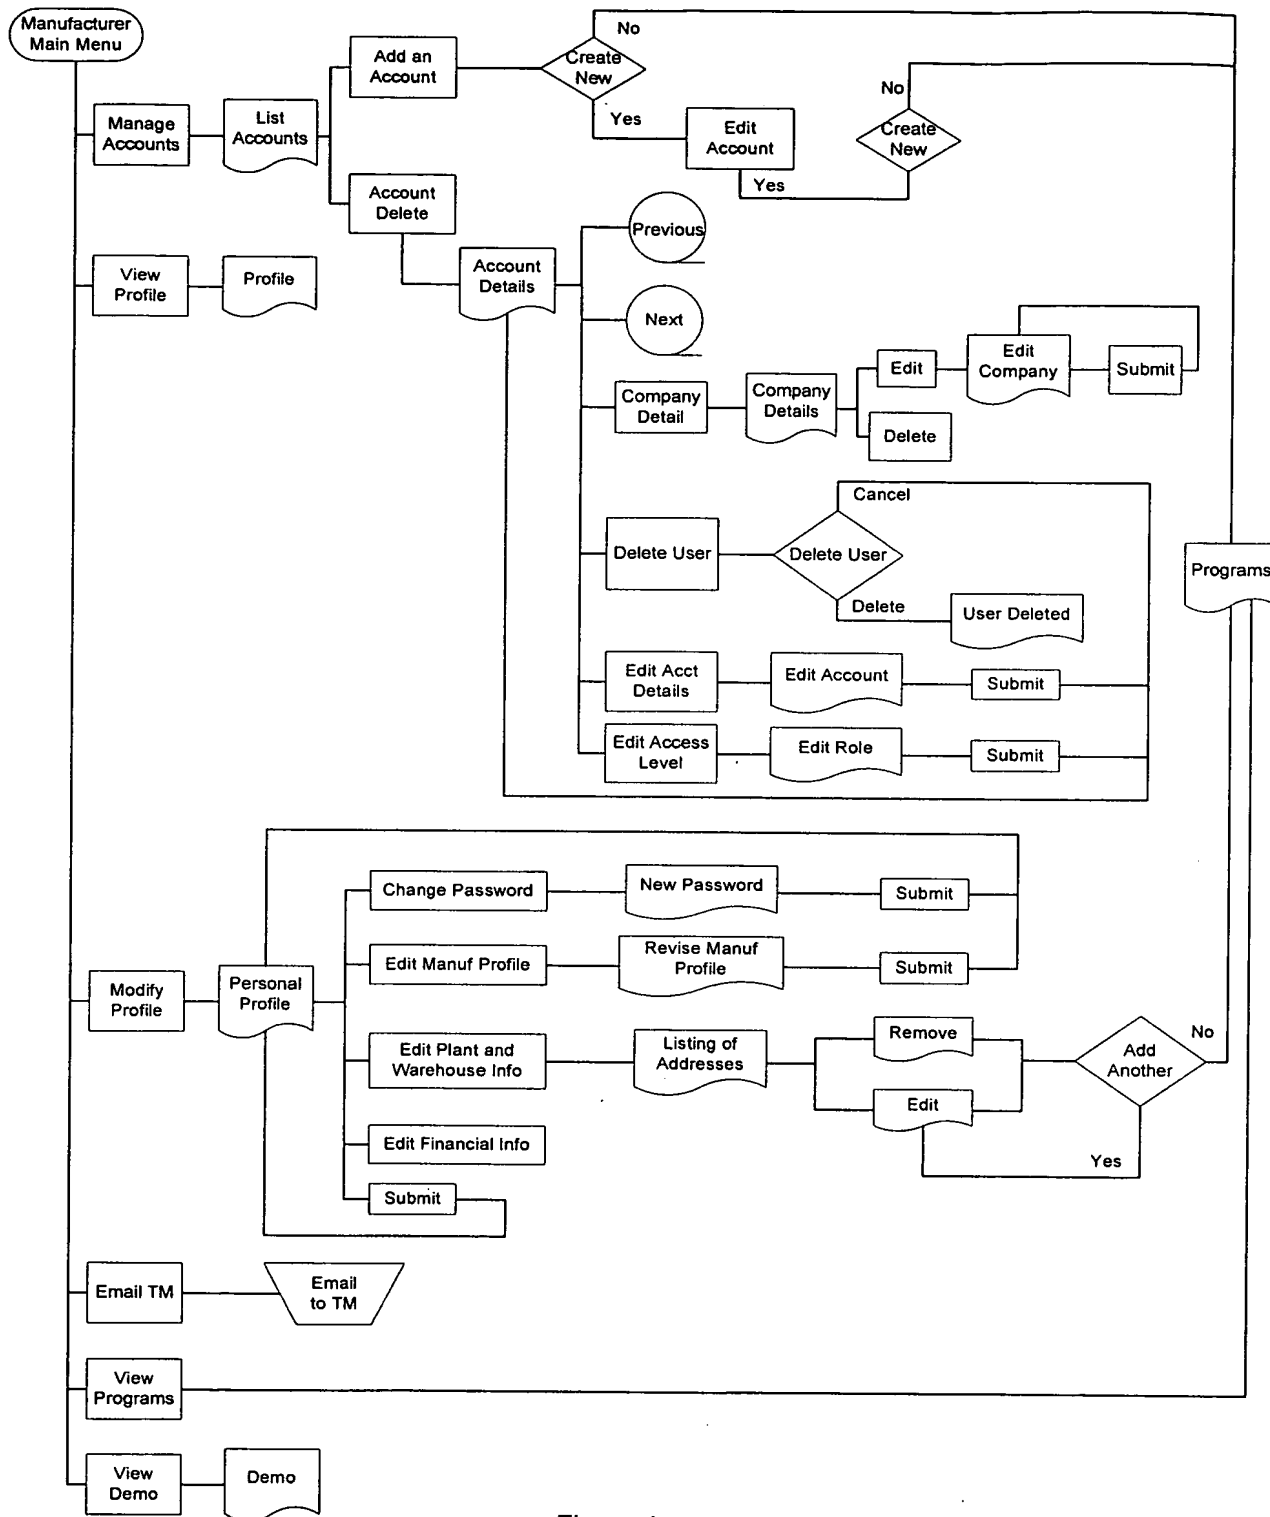 Manufacturer
Main Menu
No
Add an
Account
Create
New
No
Manage
Accounts
List
Accounts
Yes
Edit
Account
Create
New
Account
Delete
Yes
Previous
View
Profile
Profile
Account
Details
Next
Edit
Company
Edit
Submit
Company
Detail
Company
Details
Delete
Cancel
Delete User
Delete User
Programs
Delete
User Deleted
Edit Acct
Details
Edit Account
Submit
Edit Access
Level
Edit Role
Submit
Change Password
New Password
Submit
Edit Manuf Profile
Revise Manuf
Profile
Submit
Modify
Profile
Personal
Profile
Edit Plant and
Warehouse Info
Listing of
Addresses
Remove
Edit
Add
Another
No
Yes
Edit Financial Info
Submit
Email TM
Email
to TM
View
Programs
View
Demo
Demo